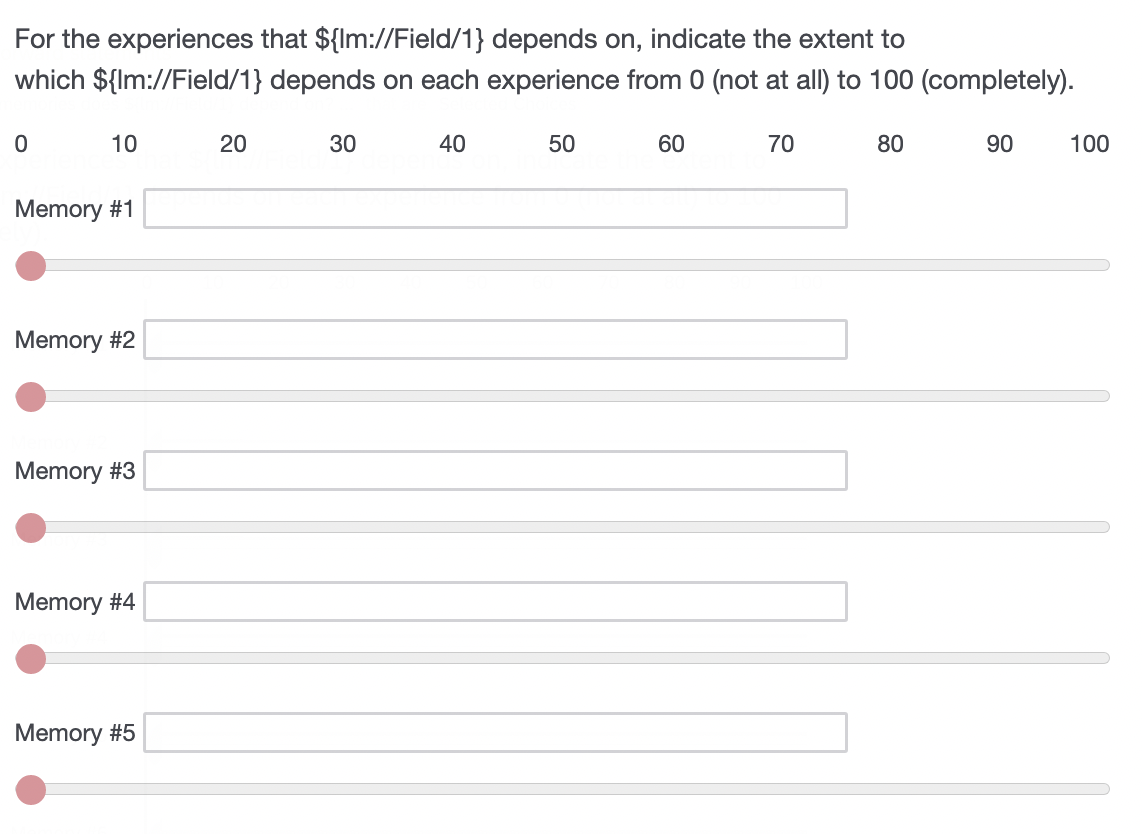 For the experiences that ${lm://Field/1} depends on, indicate the extent to
which ${lm://Field/1} depends on each experience from 0 (not at all) to 100 (completely).
0 10 20 30 40 50 60 70 80 90 100
Memory #1
Memory #2
Memory #3
Memory #4
Memory #5